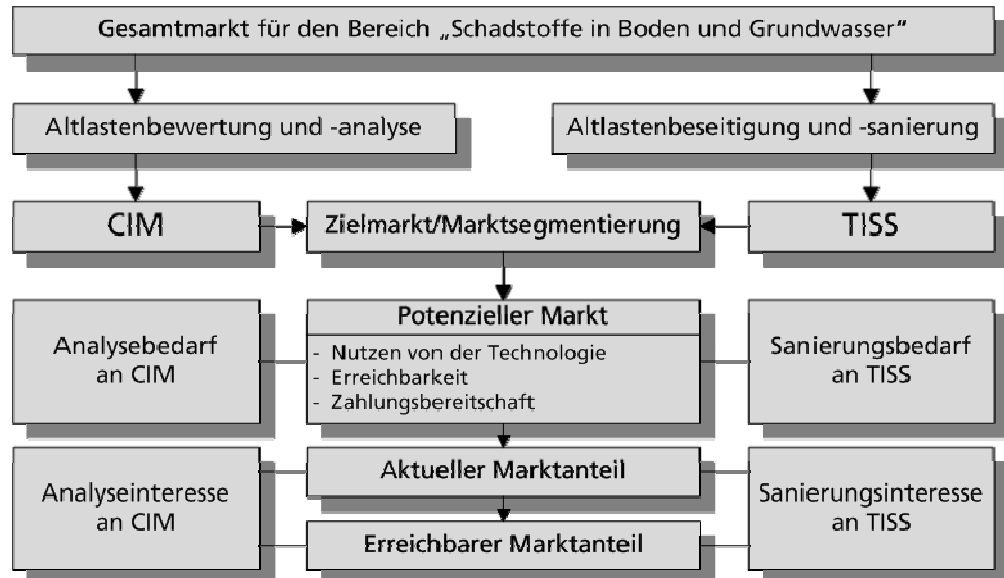 Gesamtmarkt für den Bereich „Schadstoffe in Boden und Grundwasser“
Altlastenbewertung und -analyse
Altlastenbeseitigung und -sanierung
CIM
Zielmarkt/Marktsegmentierung
TISS
Analysebedarf
an CIM
Potenzieller Markt
- Nutzen von der Technologie
- Erreichbarkeit
- Zahlungsbereitschaft
Sanierungsbedarf
an TISS
Analyseinteresse
an CIM
Aktueller Marktanteil
Erreichbarer Marktanteil
Sanierungsinteresse
an TISS